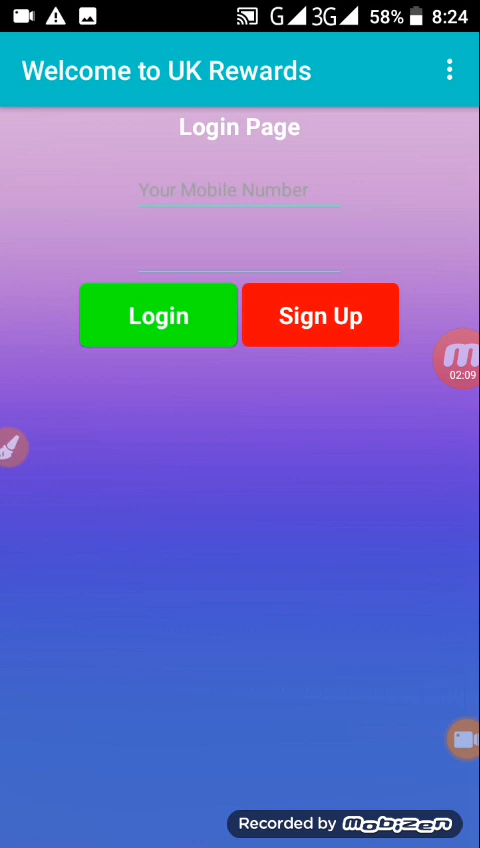 G 3G 58% 8:24
Welcome to UK Rewards
Login Page
Your Mobile Number
Login Sign Up
m
02:09
Recorded by mobizen